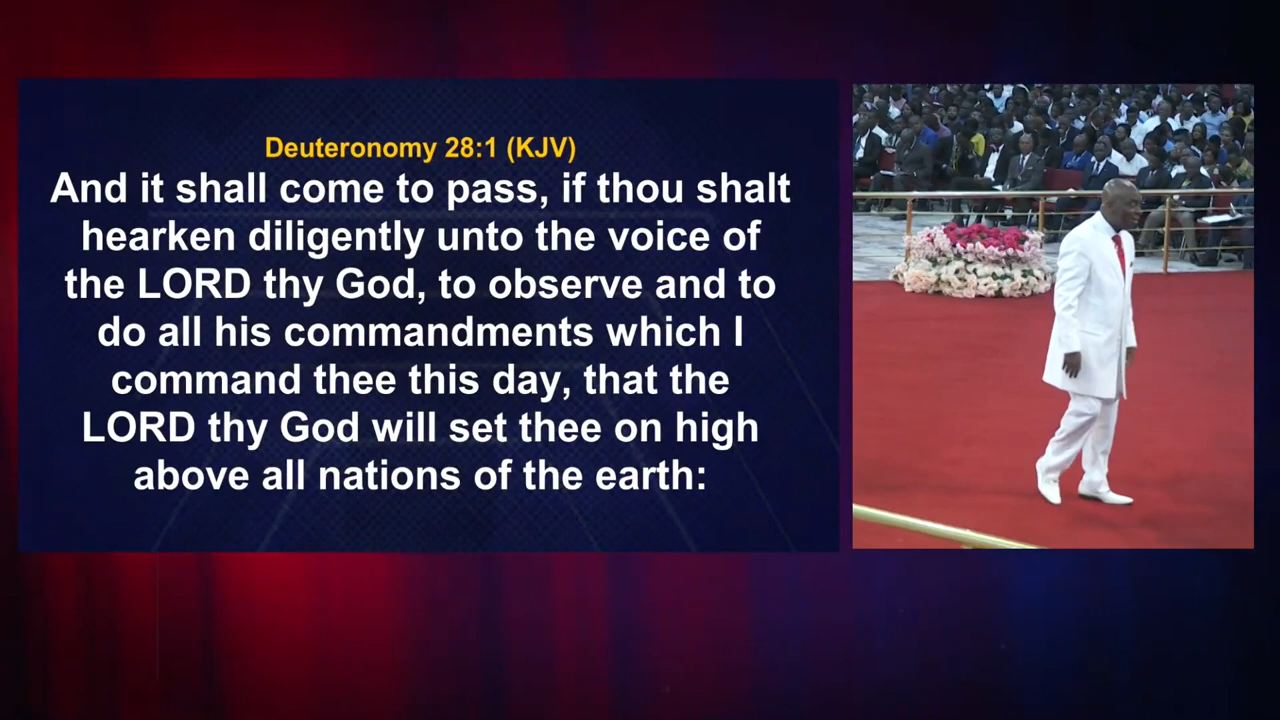 Deuteronomy 28:1 (KJV)
And it shall come to pass, if thou shalt
hearken diligently unto the voice of
the LORD thy God, to observe and to
do all his commandments which I
command thee this day, that the
LORD thy God will set thee on high
above all nations of the earth: